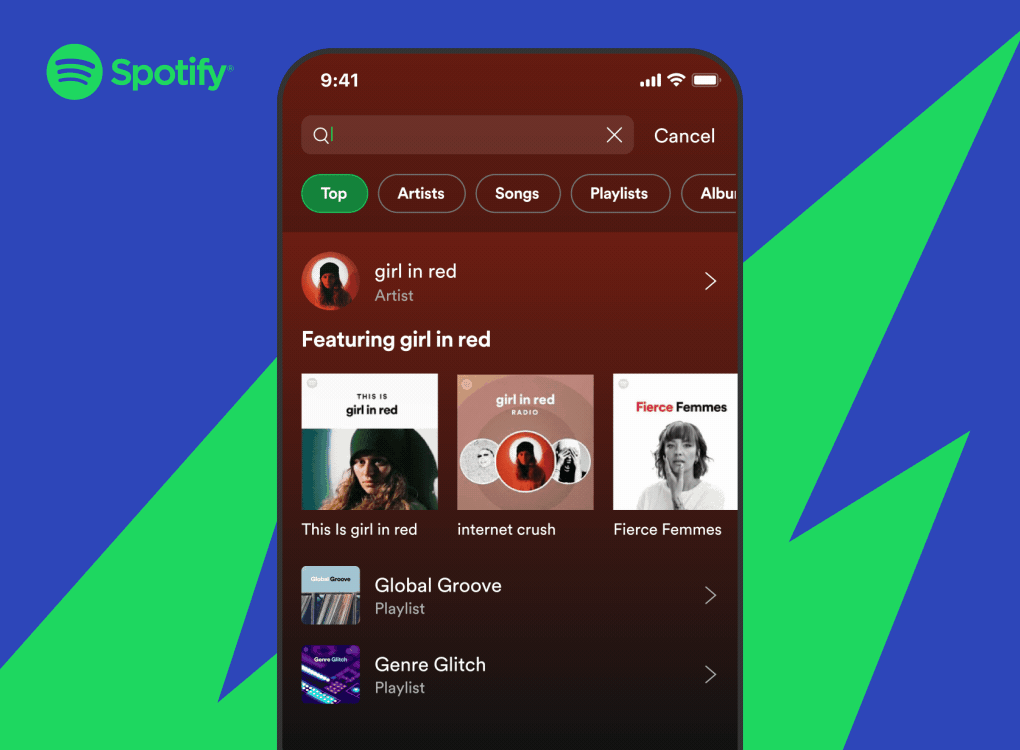 Spotify®
9:41
Cancel
Top Artists Songs Playlists Albu
girl in red
Artist
Featuring girl in red
THIS IS
girl in red
girl in red
RADIO
Fierce Femmes
This Is girl in red
internet crush
Fierce Femmes
Global Groove
Global Groove
Playlist
Genre Glitch
Genre Glitch
Playlist